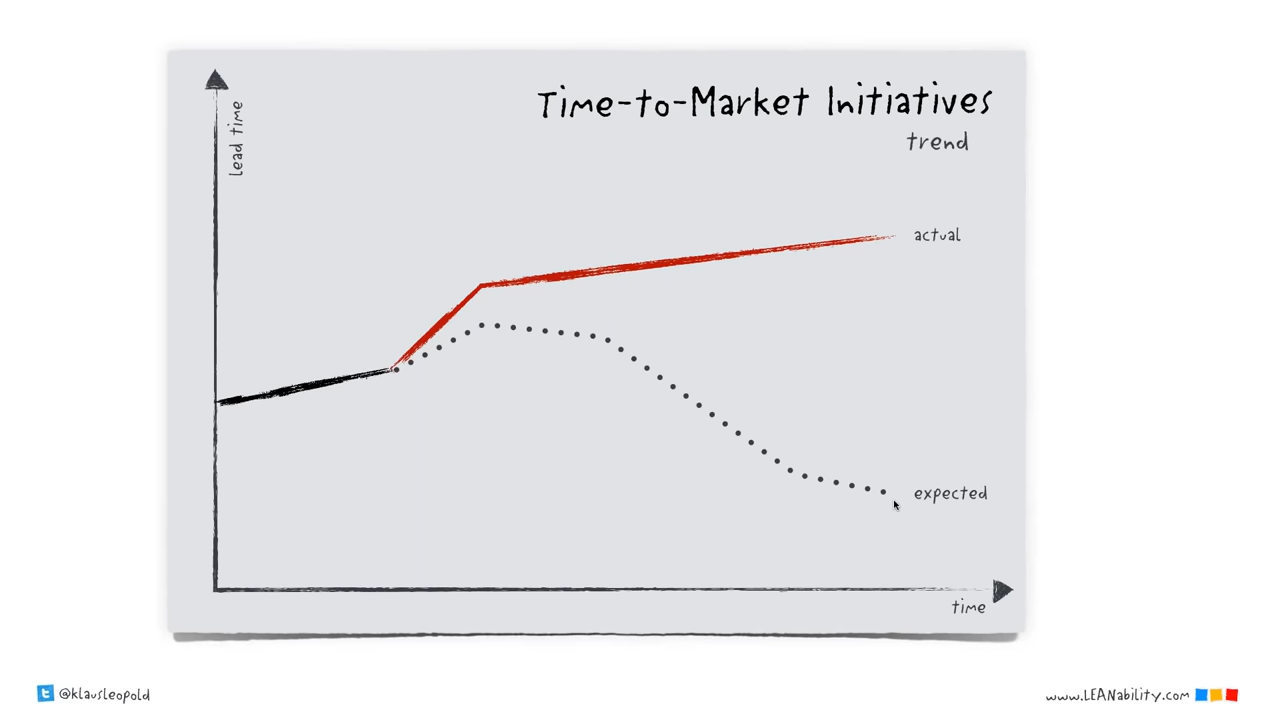 Time-to-Market Initiatives
trend
lead time
actual
expected
time
@klausleopold
www.LEANability.com